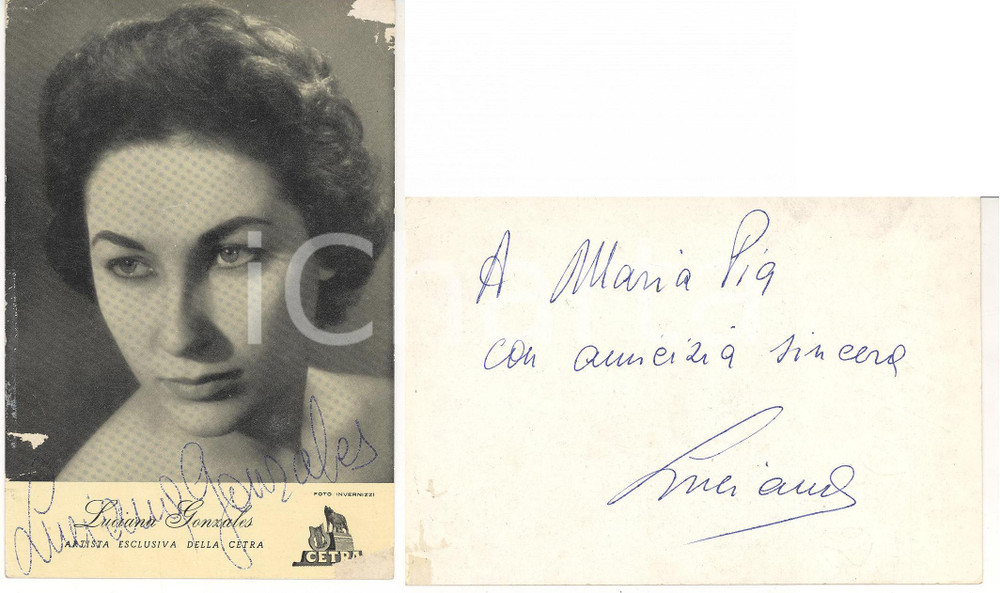 Luciana Gonzales
FOTO INVERNIZZI
Luciana Gonzales
ARTISTA ESCLUSIVA DELLA CETRA
CETRA
A Maria Pia
con amicizia sincera
Luciana